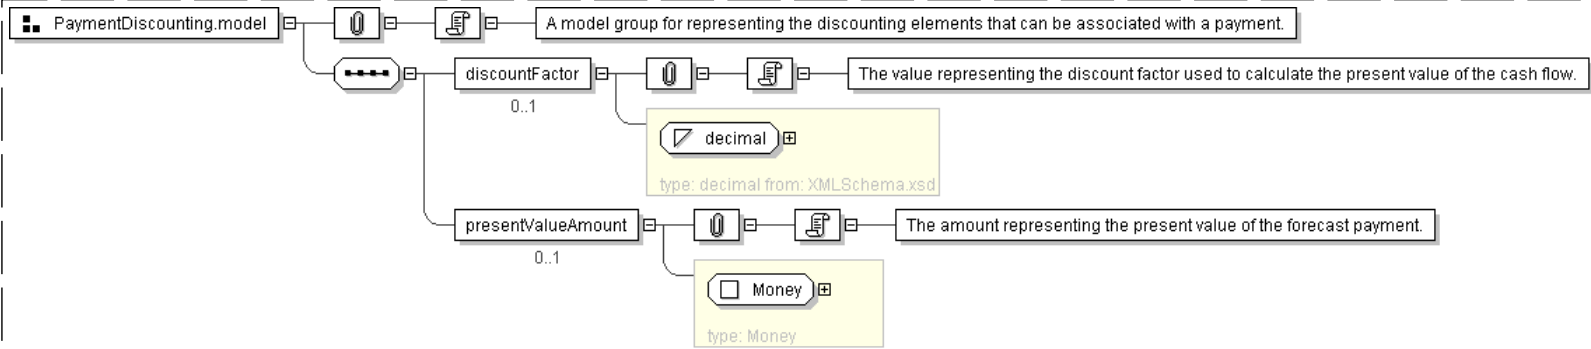 PaymentDiscounting.model
A model group for representing the discounting elements that can be associated with a payment.
discountFactor
The value representing the discount factor used to calculate the present value of the cash flow.
0..1
decimal
type: decimal from: XMLSchema.xsd
presentValueAmount
The amount representing the present value of the forecast payment.
0..1
Money
type: Money